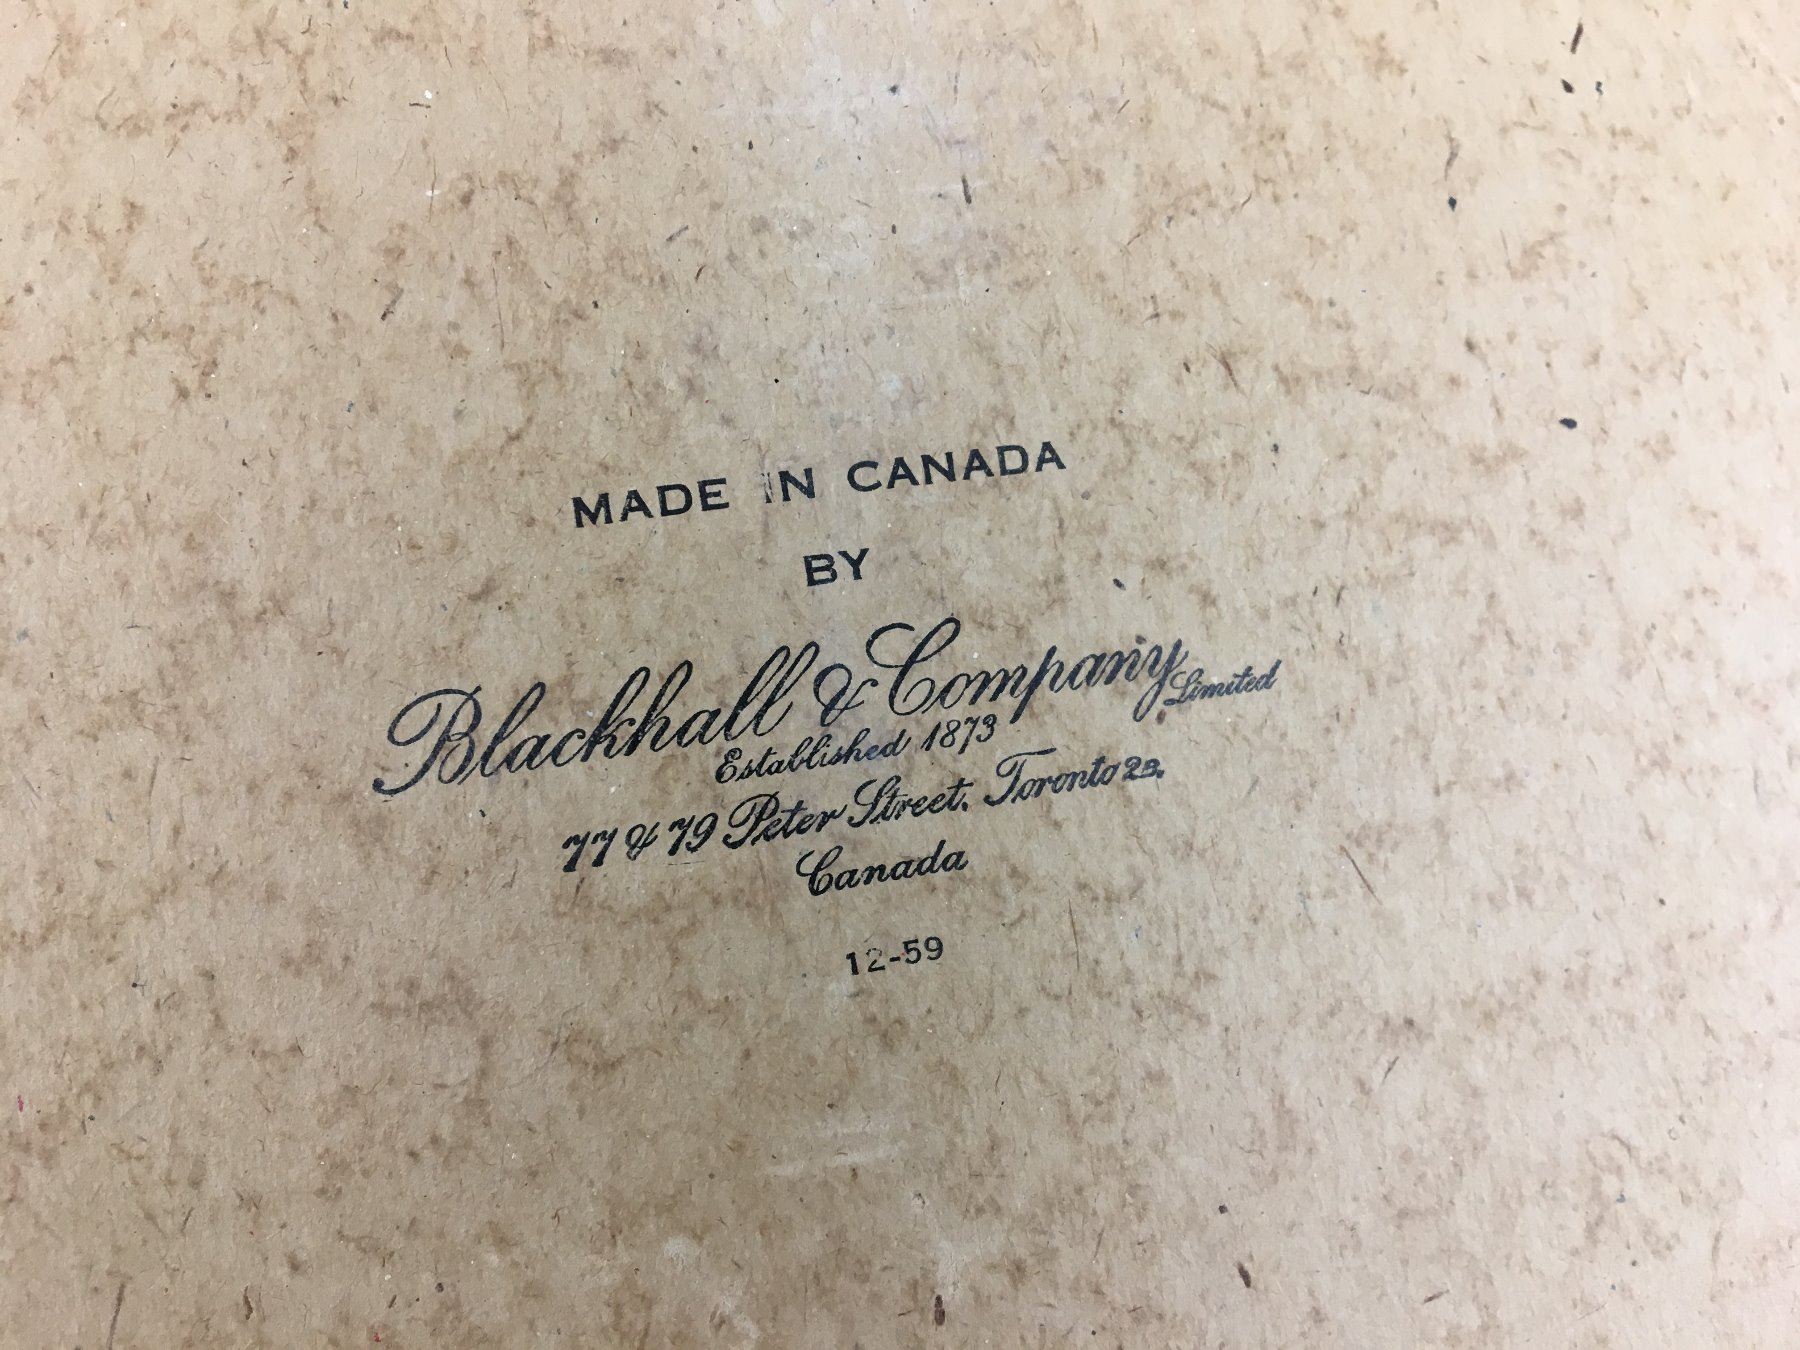 MADE IN CANADA
BY
Blackhall & Company Limited
Established 1873
77 & 79 Peter Street, Toronto 2B.
Canada
12-59